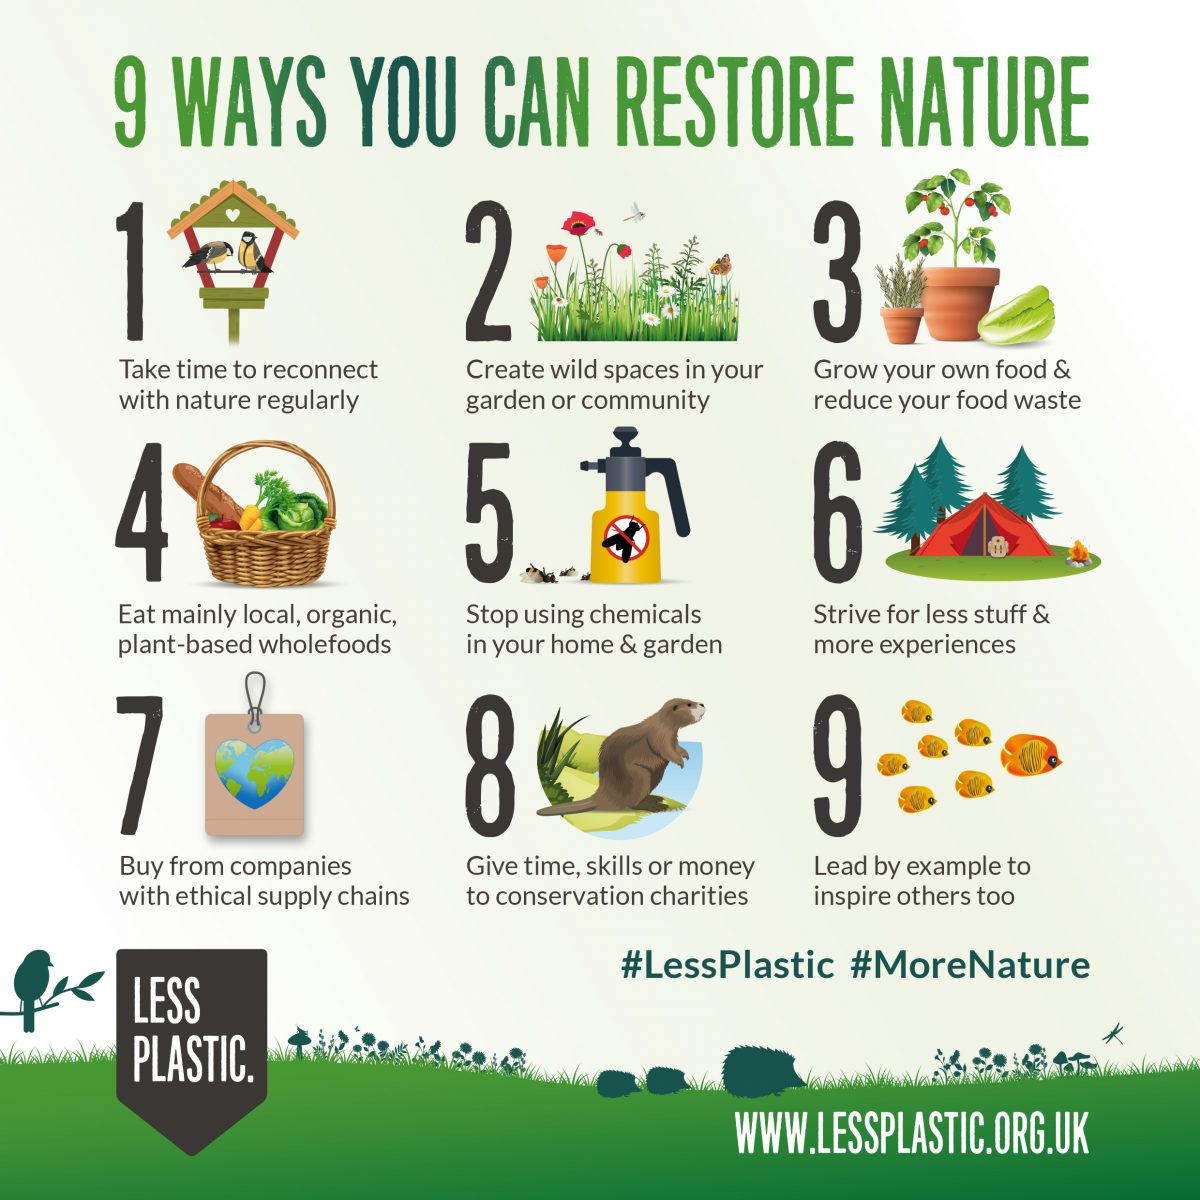 9 WAYS YOU CAN RESTORE NATURE
1
Take time to reconnect
with nature regularly
2
Create wild spaces in your
garden or community
3
Grow your own food &
reduce your food waste
4
Eat mainly local, organic,
plant-based wholefoods
5
Stop using chemicals
in your home & garden
6
Strive for less stuff &
more experiences
7
Buy from companies
with ethical supply chains
8
Give time, skills or money
to conservation charities
9
Lead by example to
inspire others too
#LessPlastic #MoreNature
LESS
PLASTIC.
WWW.LESSPLASTIC.ORG.UK